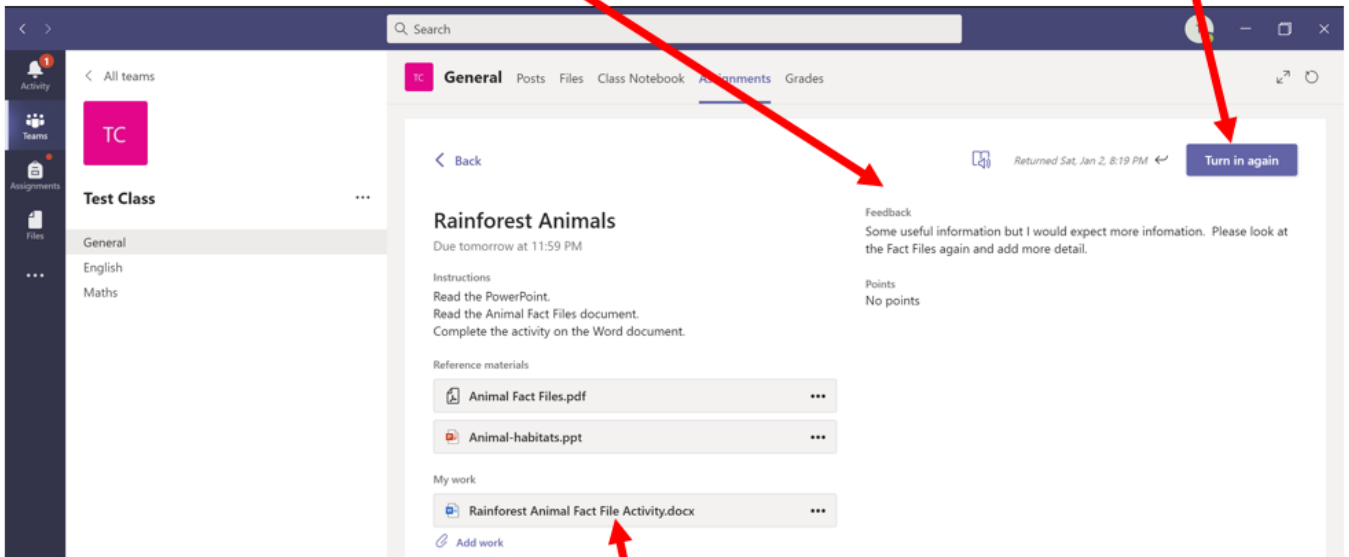 Search
1
Activity
Teams
Assignments
Files
All teams
TC
Test Class
General
English
Maths
TC General Posts Files Class Notebook Assignments Grades
Back
Returned Sat, Jan 2, 8:19 PM
Turn in again
Rainforest Animals
Due tomorrow at 11:59 PM
Instructions
Read the PowerPoint.
Read the Animal Fact Files document.
Complete the activity on the Word document.
Reference materials
Animal Fact Files.pdf
Animal-habitats.ppt
My work
Rainforest Animal Fact File Activity.docx
Add work
Feedback
Some useful information but I would expect more infomation. Please look at
the Fact Files again and add more detail.
Points
No points